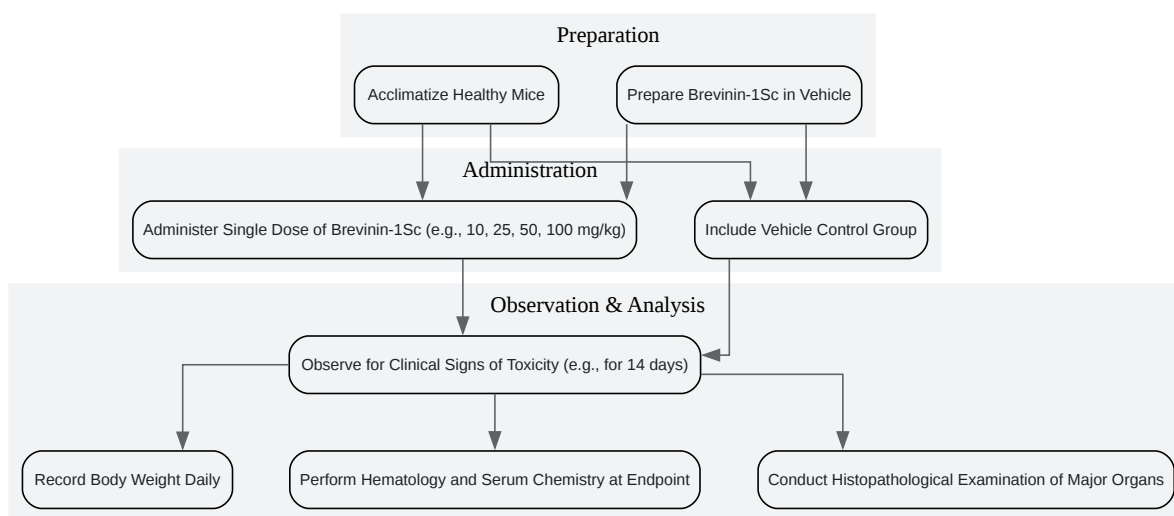 Preparation
Acclimatize Healthy Mice
Prepare Brevinin-1Sc in Vehicle
Administration
Administer Single Dose of Brevinin-1Sc (e.g., 10, 25, 50, 100 mg/kg)
Include Vehicle Control Group
Observation & Analysis
Observe for Clinical Signs of Toxicity (e.g., for 14 days)
Record Body Weight Daily
Perform Hematology and Serum Chemistry at Endpoint
Conduct Histopathological Examination of Major Organs